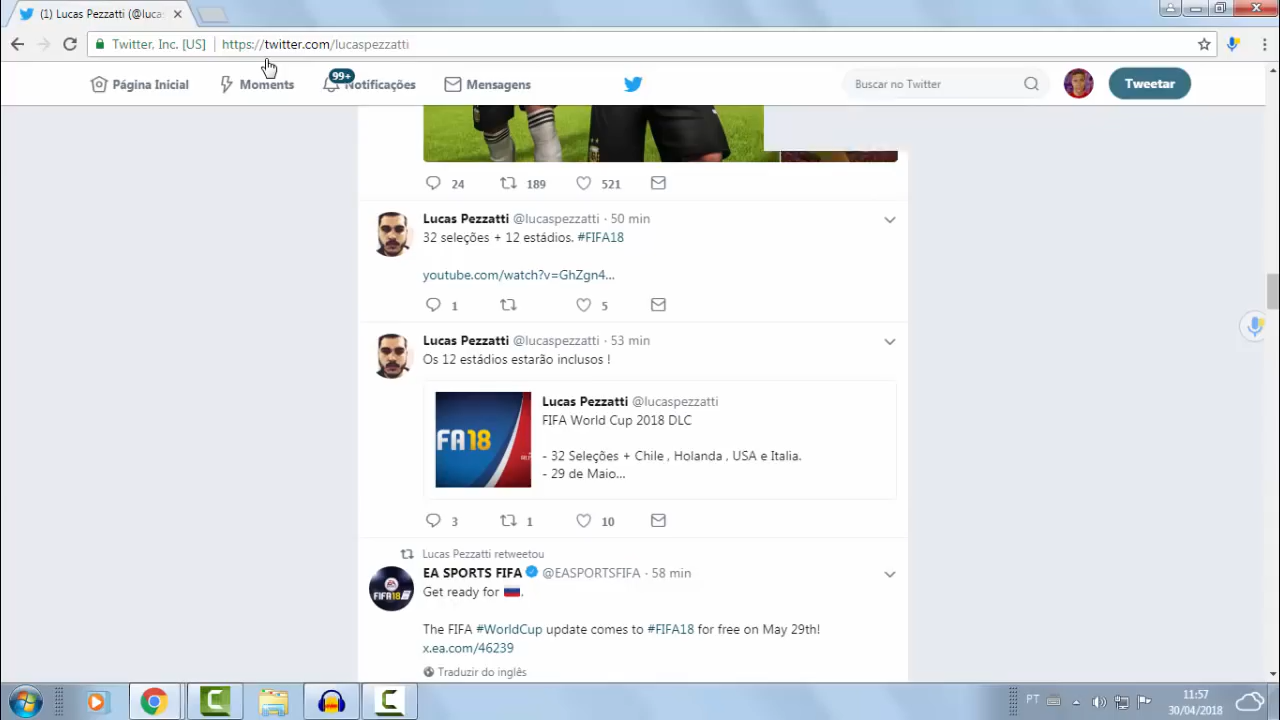 (1) Lucas Pezzatti (@luca:
Twitter, Inc. [US] https://twitter.com/lucaspezzatti
Página Inicial Moments 99+ Notificações Mensagens Buscar no Twitter Tweetar
24 189 521
Lucas Pezzatti @lucaspezzatti · 50 min
32 seleções + 12 estádios. #FIFA18
youtube.com/watch?v=GhZgn4...
1 5
Lucas Pezzatti @lucaspezzatti · 53 min
Os 12 estádios estarão inclusos !
FA18
Lucas Pezzatti @lucaspezzatti
FIFA World Cup 2018 DLC
- 32 Seleções + Chile , Holanda , USA e Italia.
- 29 de Maio...
3 1 10
Lucas Pezzatti retweetou
EA SPORTS FIFA @EASPORTSFIFA · 58 min
FIFA18
Get ready for
The FIFA #WorldCup update comes to #FIFA18 for free on May 29th!
x.ea.com/46239
Traduzir do inglês
PT 11:57
30/04/2018